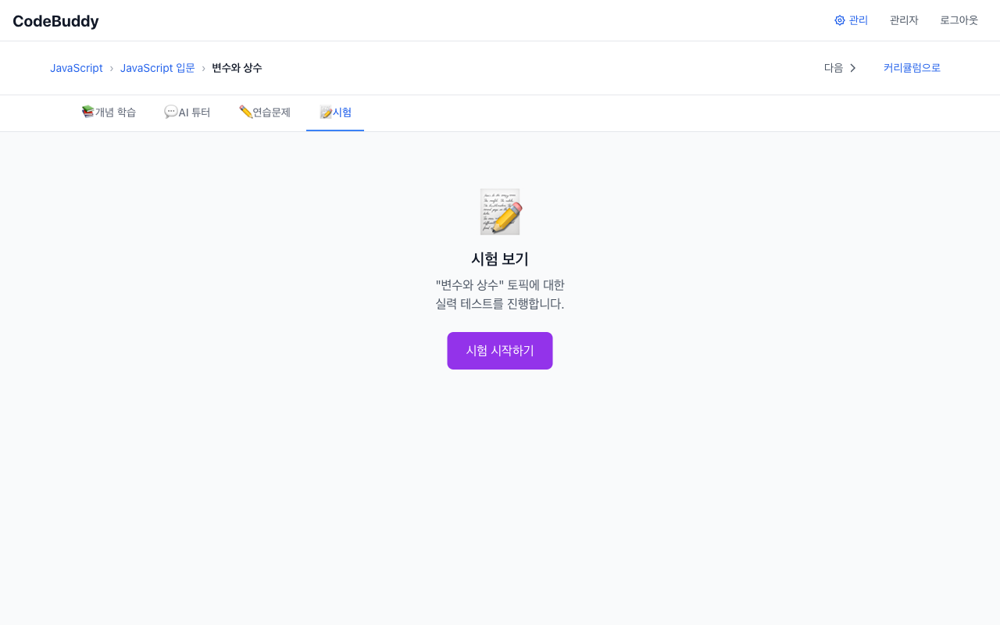 CodeBuddy
관리
관리자
로그아웃
JavaScript › JavaScript 입문 › 변수와 상수
다음
커리큘럼으로
개념 학습
AI 튜터
연습문제
시험
시험 보기
"변수와 상수" 토픽에 대한
실력 테스트를 진행합니다.
시험 시작하기